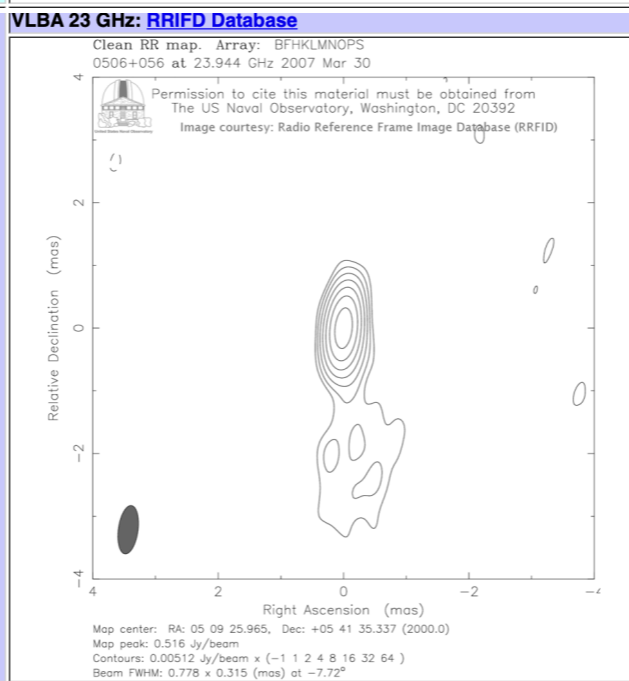 VLBA 23 GHz: RRIFD Database
Clean RR map. Array: BFHKLMNOPS
0506+056 at 23.944 GHz 2007 Mar 30
Permission to cite this material must be obtained from
The US Naval Observatory, Washington, DC 20392
Image courtesy: Radio Reference Frame Image Database (RRFID)
United States Naval Observatory
Relative Declination (mas)
4
2
0
−2
−4
4
2
0
−2
−4
Right Ascension (mas)
Map center: RA: 05 09 25.965, Dec: +05 41 35.337 (2000.0)
Map peak: 0.516 Jy/beam
Contours: 0.00512 Jy/beam x (−1 1 2 4 8 16 32 64 )
Beam FWHM: 0.778 x 0.315 (mas) at −7.72°